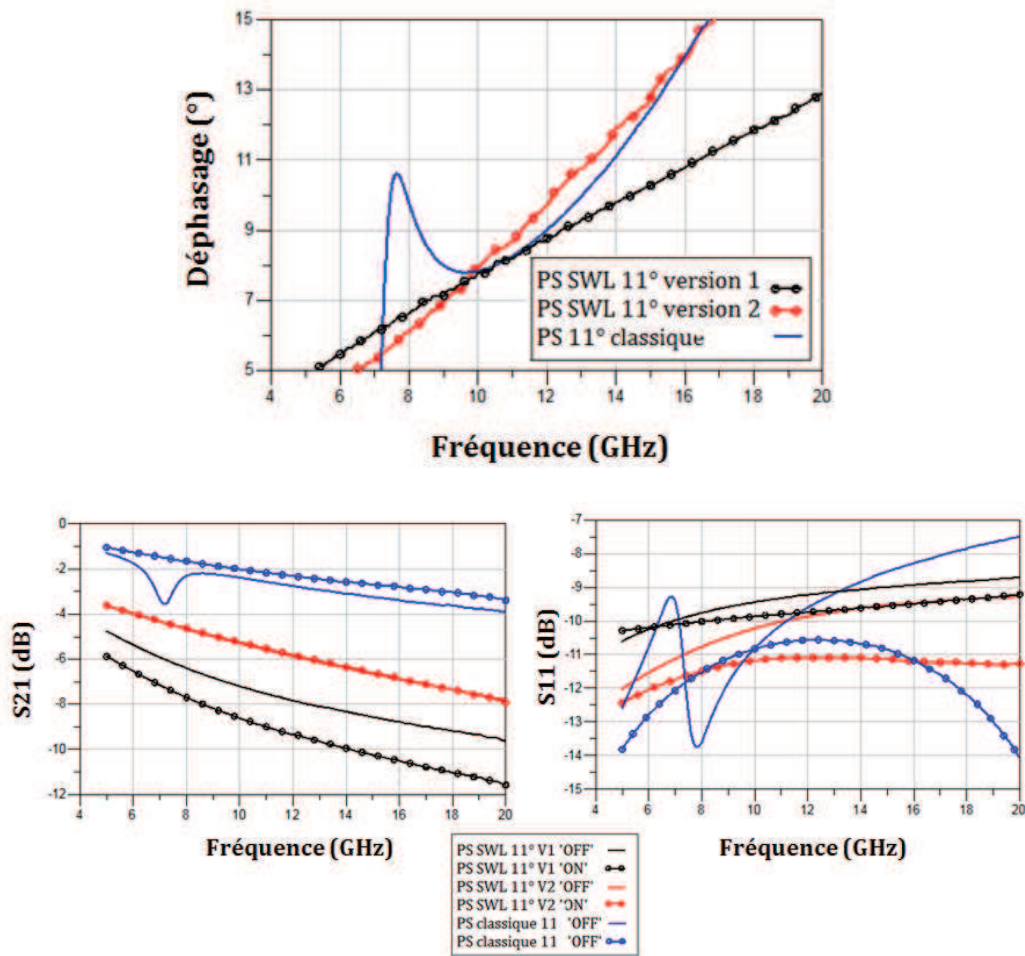 15
13
11
9
7
5
Déphasage (°)
PS SWL 11° version 1
PS SWL 11° version 2
PS 11° classique
4 6 8 10 12 14 16 18 20
Fréquence (GHz)
0
-2
-4
-6
-8
-10
-12
S21 (dB)
4 6 8 10 12 14 16 18 20
Fréquence (GHz)
-7
-8
-9
-10
-11
-12
-13
-14
-15
S11 (dB)
4 6 8 10 12 14 16 18 20
Fréquence (GHz)
PS SWL 11° V1 'OFF'
PS SWL 11° V1 'ON'
PS SWL 11° V2 'OFF'
PS SWL 11° V2 'ON'
PS classique 11 'OFF'
PS classique 11 'OFF'